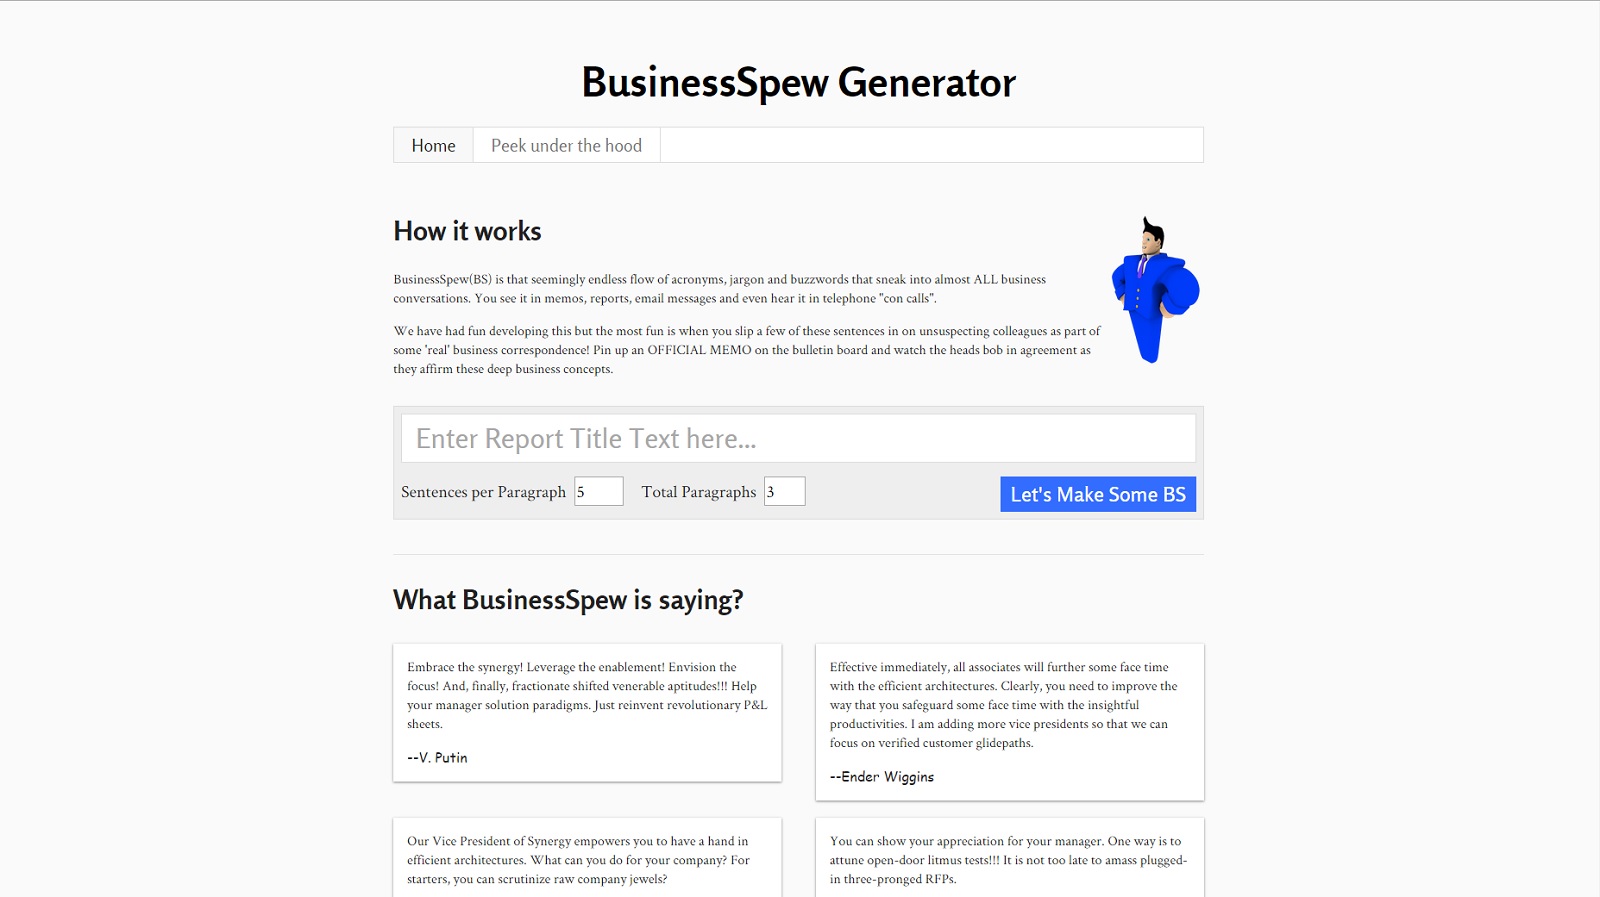 BusinessSpew Generator
Home
Peek under the hood
How it works
BusinessSpew(BS) is that seemingly endless flow of acronyms, jargon and buzzwords that sneak into almost ALL business
conversations. You see it in memos, reports, email messages and even hear it in telephone "con calls".
We have had fun developing this but the most fun is when you slip a few of these sentences in on unsuspecting colleagues as part of
some 'real' business correspondence! Pin up an OFFICIAL MEMO on the bulletin board and watch the heads bob in agreement as
they affirm these deep business concepts.
Enter Report Title Text here...
Sentences per Paragraph 5 Total Paragraphs 3
Let's Make Some BS
What BusinessSpew is saying?
Embrace the synergy! Leverage the enablement! Envision the
focus! And, finally, fractionate shifted venerable aptitudes!!! Help
your manager solution paradigms. Just reinvent revolutionary P&L
sheets.
--V. Putin
Effective immediately, all associates will further some face time
with the efficient architectures. Clearly, you need to improve the
way that you safeguard some face time with the insightful
productivities. I am adding more vice presidents so that we can
focus on verified customer glidepaths.
--Ender Wiggins
Our Vice President of Synergy empowers you to have a hand in
efficient architectures. What can you do for your company? For
starters, you can scrutinize raw company jewels?
You can show your appreciation for your manager. One way is to
attune open-door litmus tests!!! It is not too late to amass plugged-
in three-pronged RFPs.